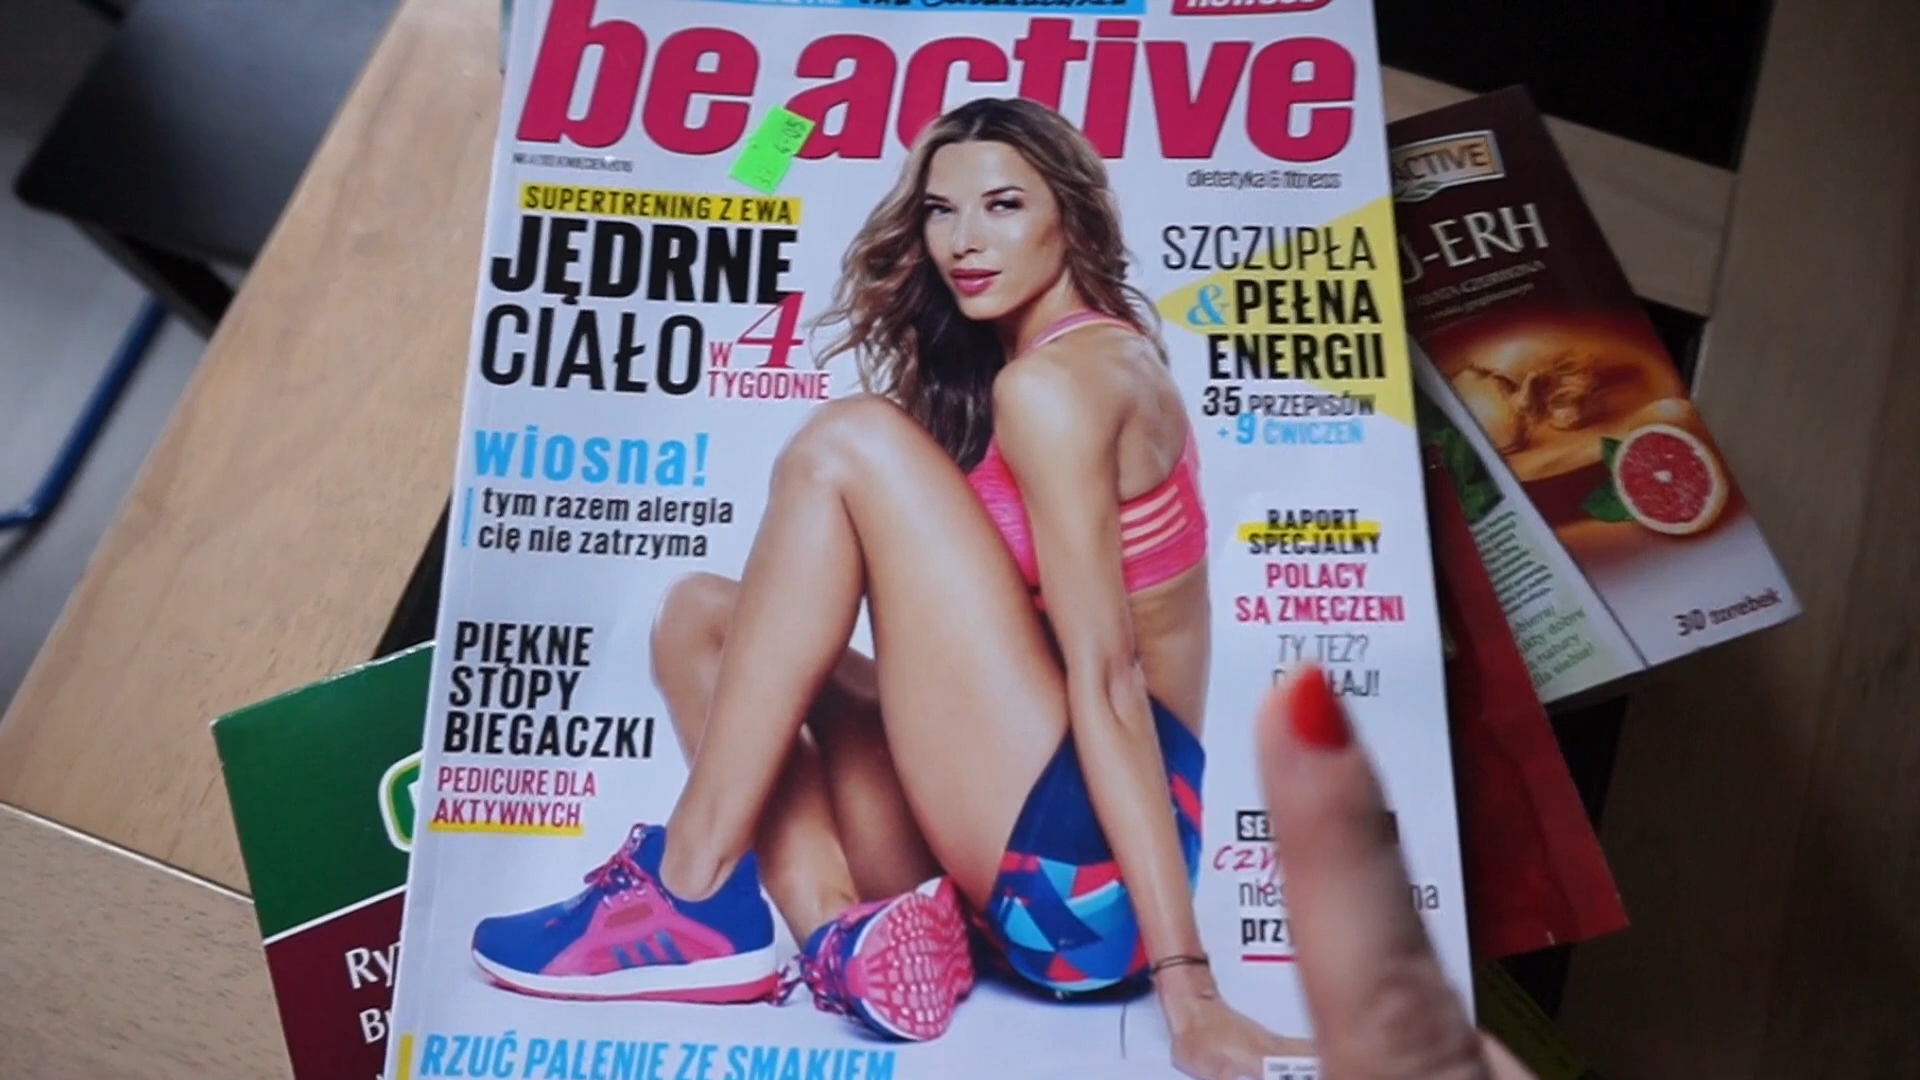 be active
dietetyka & fitness
SUPERTRENING Z EWĄ
JĘDRNE
CIAŁO W 4
TYGODNIE
wiosna!
tym razem alergia
cię nie zatrzyma
PIĘKNE
STOPY
BIEGACZKI
PEDICURE DLA
AKTYWNYCH
RZUĆ PALENIE ZE SMAKIEM
SZCZUPŁA
& PEŁNA
ENERGII
35 PRZEPISÓW
+ 9 ĆWICZEŃ
RAPORT
SPECJALNY
POLACY
SĄ ZMĘCZENI
TY TEŻ?
ACTIVE
U-ERH
30 torebek